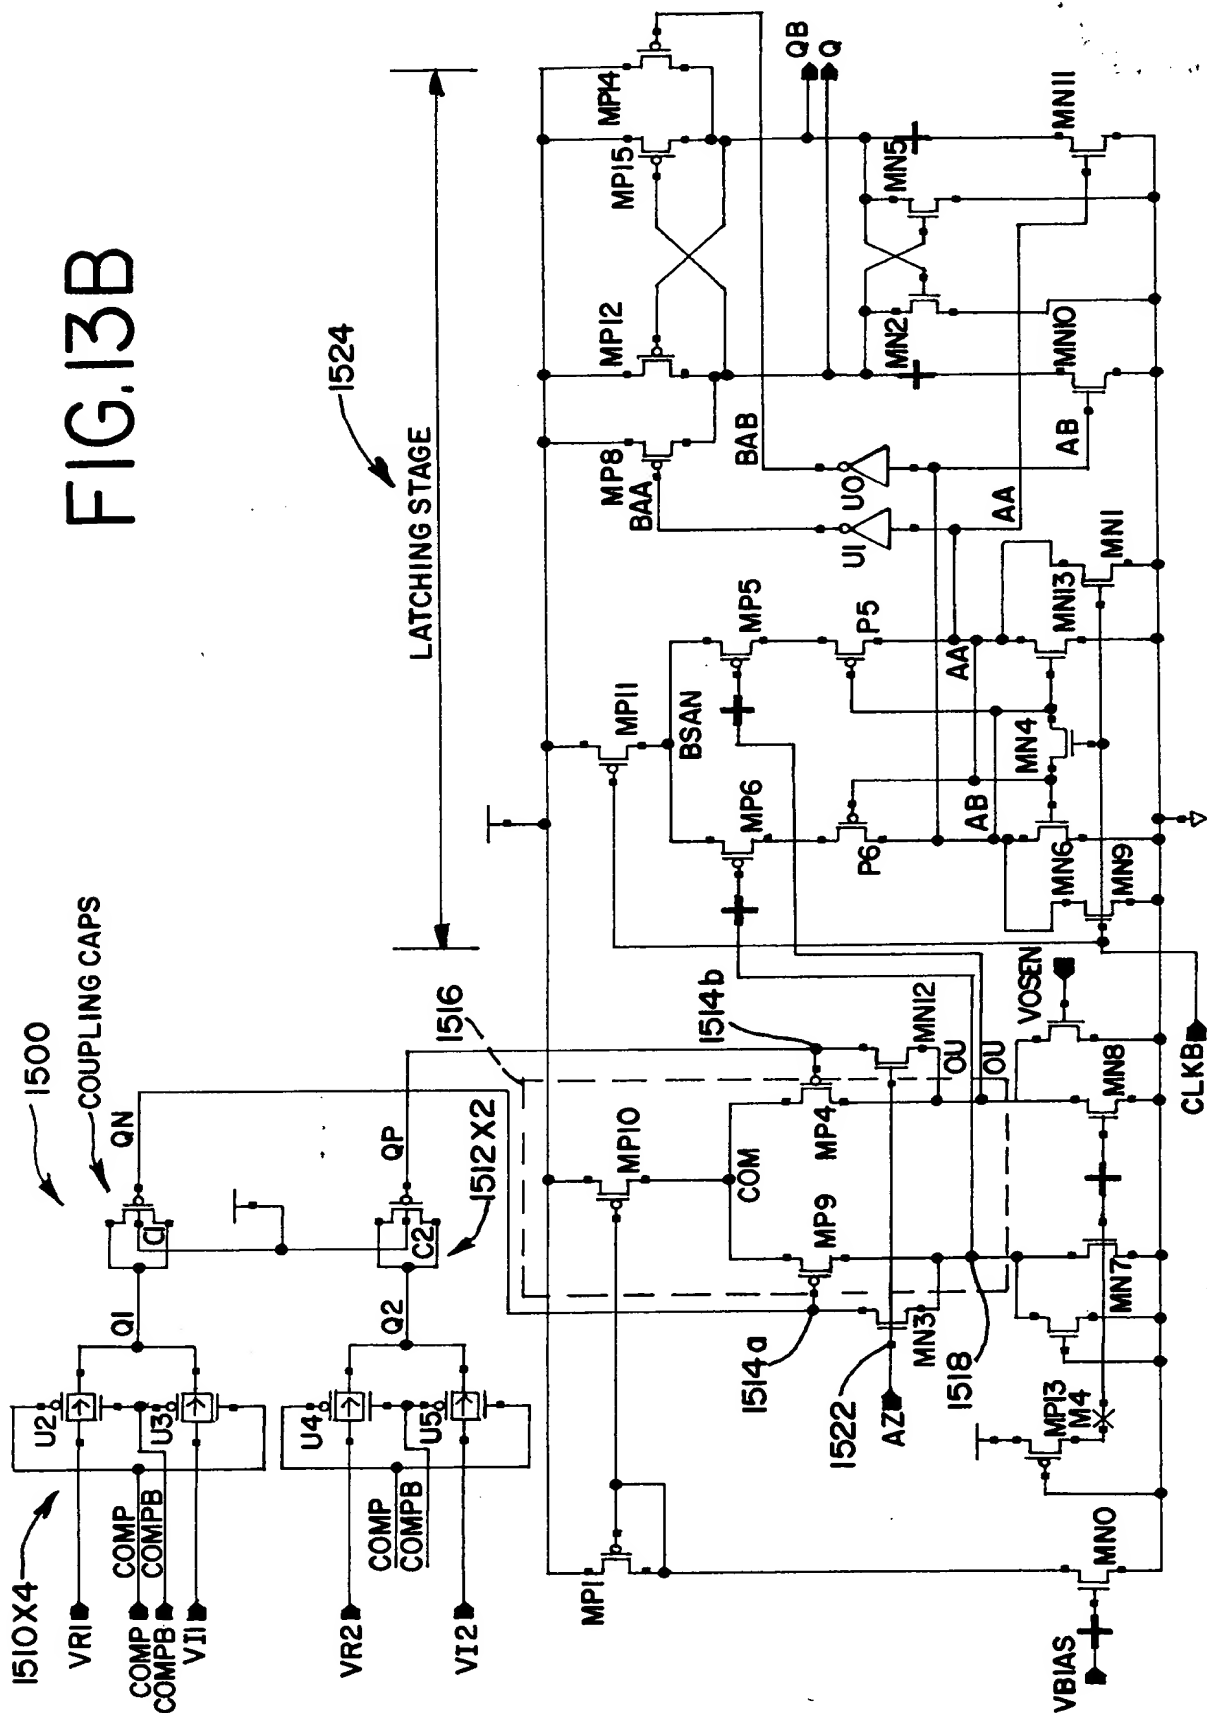 FIG.13B
1524
LATCHING STAGE
1500
COUPLING CAPS
1510X4
VR1
COMP
COMPB
VI1
COMP
COMPB
U2
U3
Q1
C1
QN
VR2
VI2
COMP
COMPB
U4
U5
Q2
C2
QP
1512X2
1516
1514b
MP1
MP10
COM
MP9
MP4
1514a
MN12
MN3
1522
AZ
1518
OU
OU
VOSEN
MP13
M4
MN7
MN8
MN0
VBIAS
CLKB
MP11
BSAN
MP6
MP5
P6
P5
AB
AA
MN4
MN6
MN9
MN13
MN1
U1
U0
AA
AB
BAA
BAB
MP8
MP12
MP15
MP14
QB
Q
MN2
MN5
MN10
MN11